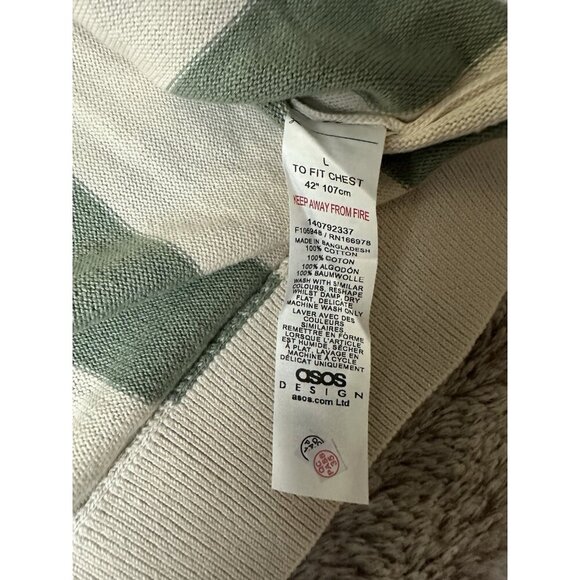 L
TO FIT CHEST
42" 107cm
KEEP AWAY FROM FIRE
140792337
F106948 / RN166978
MADE IN BANGLADESH
100% COTTON
100% COTON
100% ALGODÓN
100% BAUMWOLLE
WASH WITH SIMILAR
COLOURS, RESHAPE
WHILST DAMP, DRY
FLAT, DELICATE
MACHINE WASH ONLY
LAVER AVEC DES
COULEURS
SIMILAIRES,
REMETTRE EN FORME
LORSQUE L'ARTICLE
EST HUMIDE, SÉCHER
À PLAT, LAVAGE EN
MACHINE À CYCLE
DÉLICAT UNIQUEMENT
asos
DESIGN
asos.com Ltd